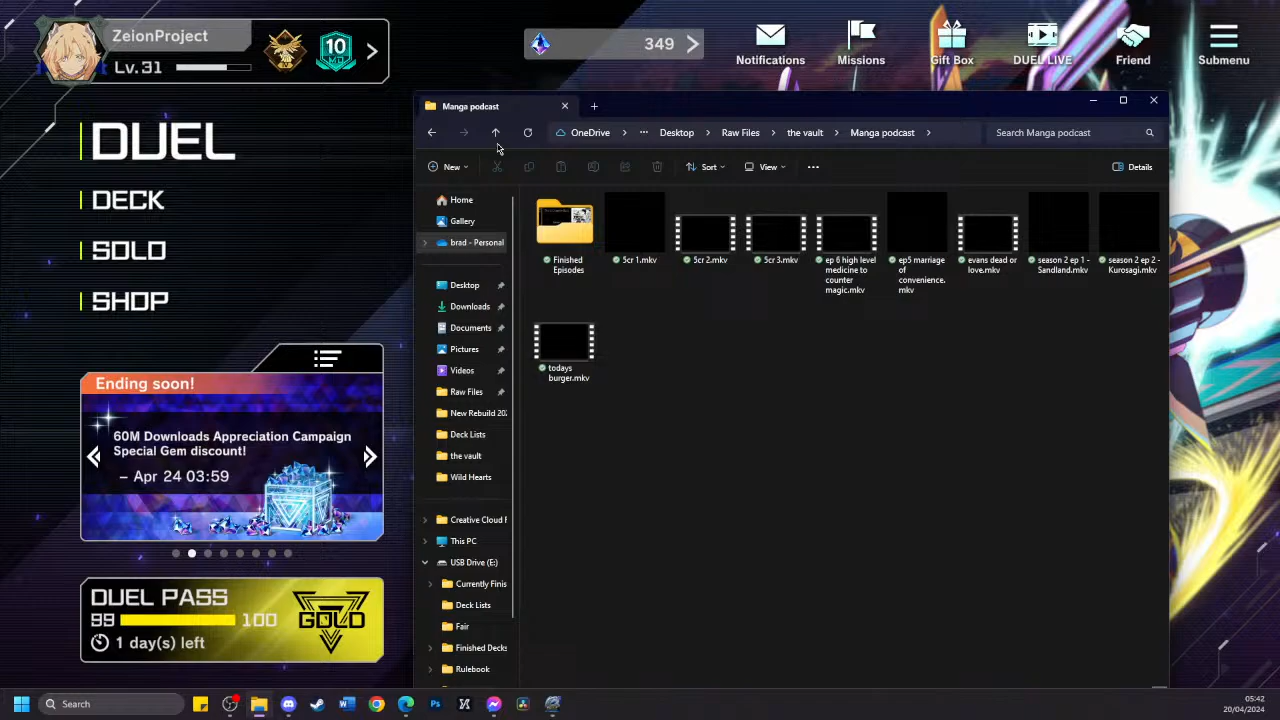 ZeionProject
Lv.31
10
349
Notifications
Missions
Gift Box
DUEL LIVE
Friend
Submenu
DUEL
DECK
SOLO
SHOP
Ending soon!
60M Downloads Appreciation Campaign
Special Gem discount!
– Apr 24 03:59
DUEL PASS
99
100
1 day(s) left
GOLD
Manga podcast
OneDrive
Desktop
Raw Files
the vault
Manga podcast
Search Manga podcast
New
Sort
View
Details
Home
Gallery
brad - Personal
Desktop
Downloads
Documents
Pictures
Videos
Raw Files
New Rebuild 202
Deck Lists
the vault
Wild Hearts
Creative Cloud F
This PC
USB Drive (E:)
Currently Finis
Deck Lists
Fair
Finished Decks
Rulebook
Finished
Episodes
5cr 1.mkv
5cr 2.mkv
5cr 3.mkv
ep 6 high level
medicine to
counter
magic.mkv
ep5 marriage
of
convenience.
mkv
evans dead or
love.mkv
season 2 ep 1 -
Sandland.mkv
season 2 ep 2 -
Kurosagi.mkv
todays
burger.mkv
Search
05:42
20/04/2024